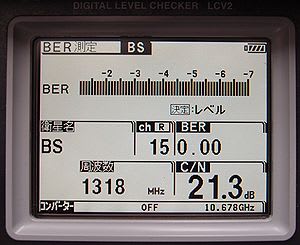 DIGITAL LEVEL CHECKER LCV2
BER測定 BS
-2 -3 -4 -5 -6 -7
BER
決定:レベル
衛星名 ch R BER
BS 15 0.00
周波数 C/N
1318 MHz 21.3dB
コンバーター OFF 10.678GHz